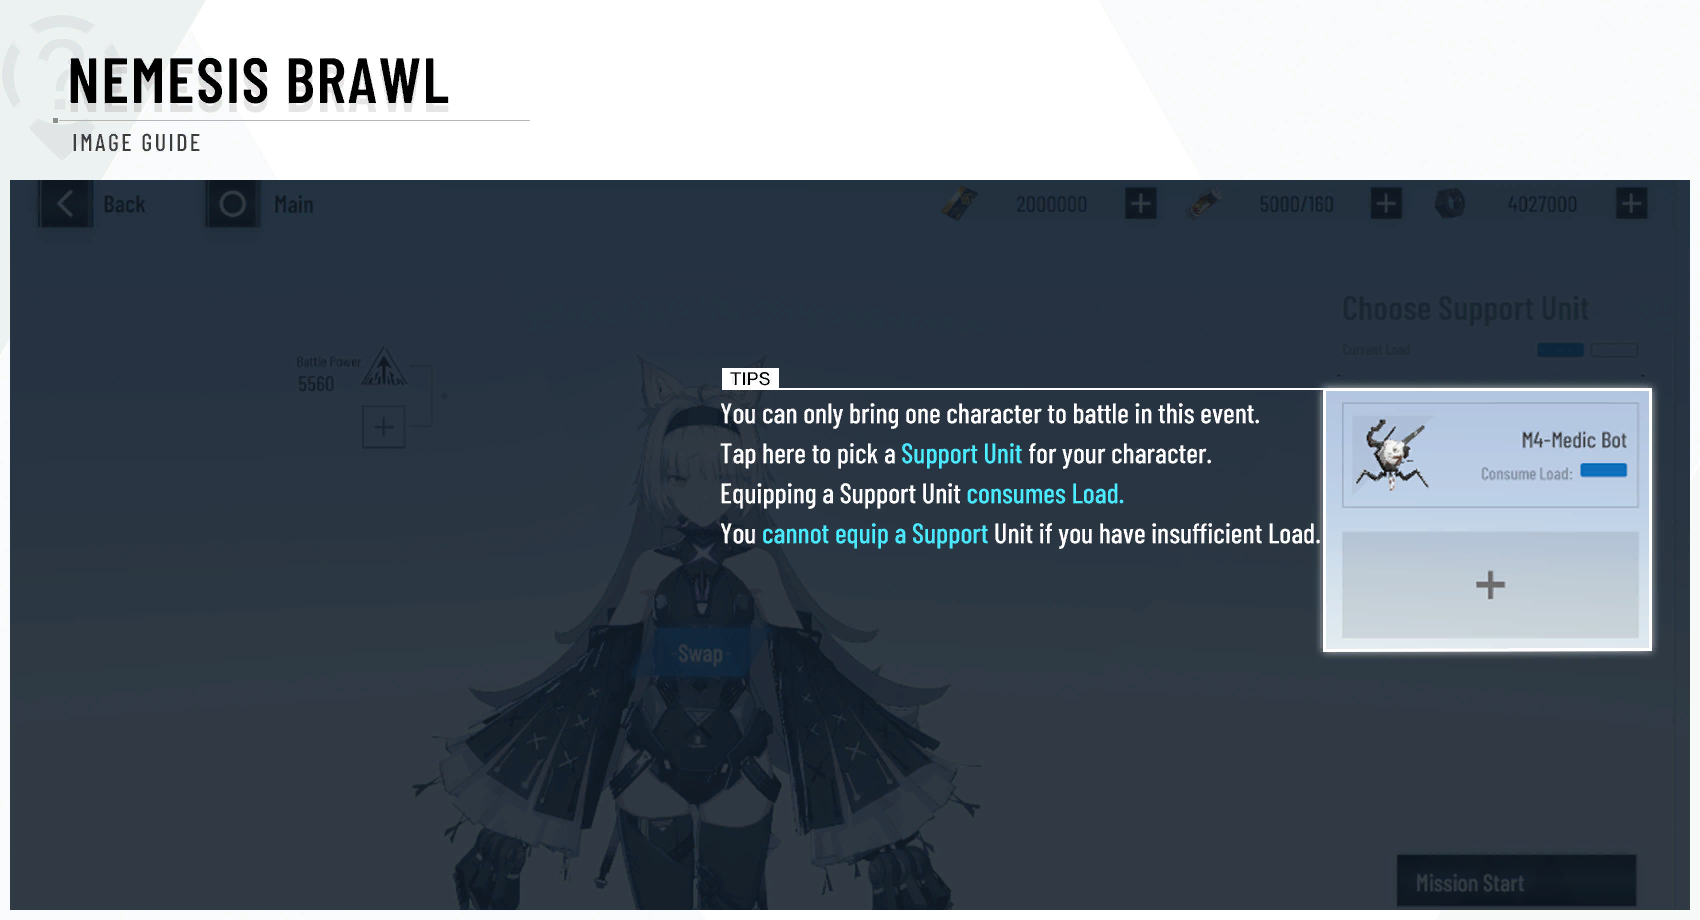 NEMESIS BRAWL
IMAGE GUIDE
Back
Main
2000000
5000/160
4027000
Choose Support Unit
Current Load
Battle Power
5560
TIPS
You can only bring one character to battle in this event.
Tap here to pick a Support Unit for your character.
Equipping a Support Unit consumes Load.
You cannot equip a Support Unit if you have insufficient Load.
M4-Medic Bot
Consume Load:
Swap
Mission Start